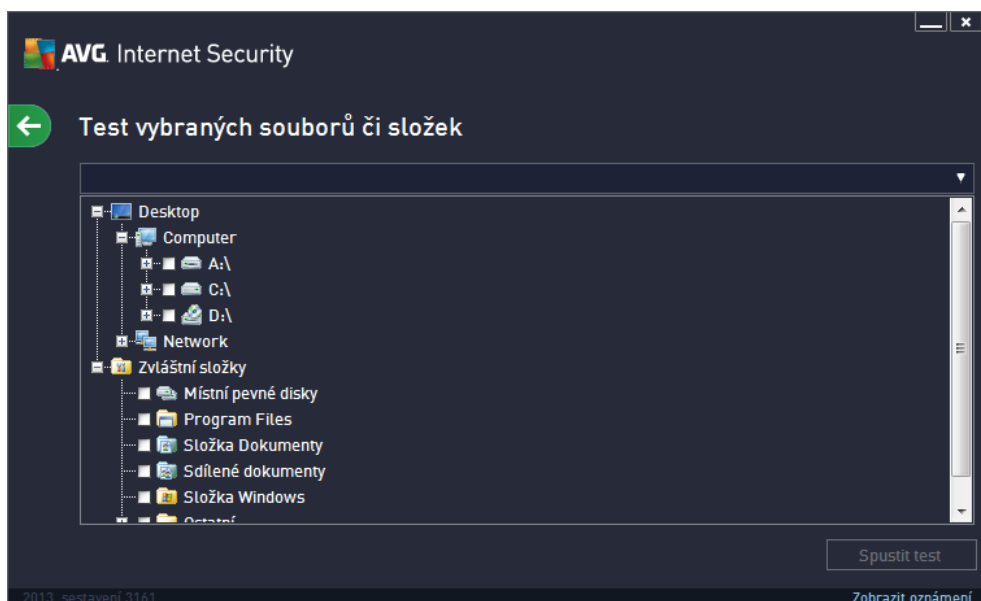 AVG. Internet Security
Test vybraných souborů či složek
Desktop
Computer
A:\
C:\
D:\
Network
Zvláštní složky
Místní pevné disky
Program Files
Složka Dokumenty
Sdílené dokumenty
Složka Windows
Ostatní
Spustit test
2013, sestavení 3161
Zobrazit oznámení